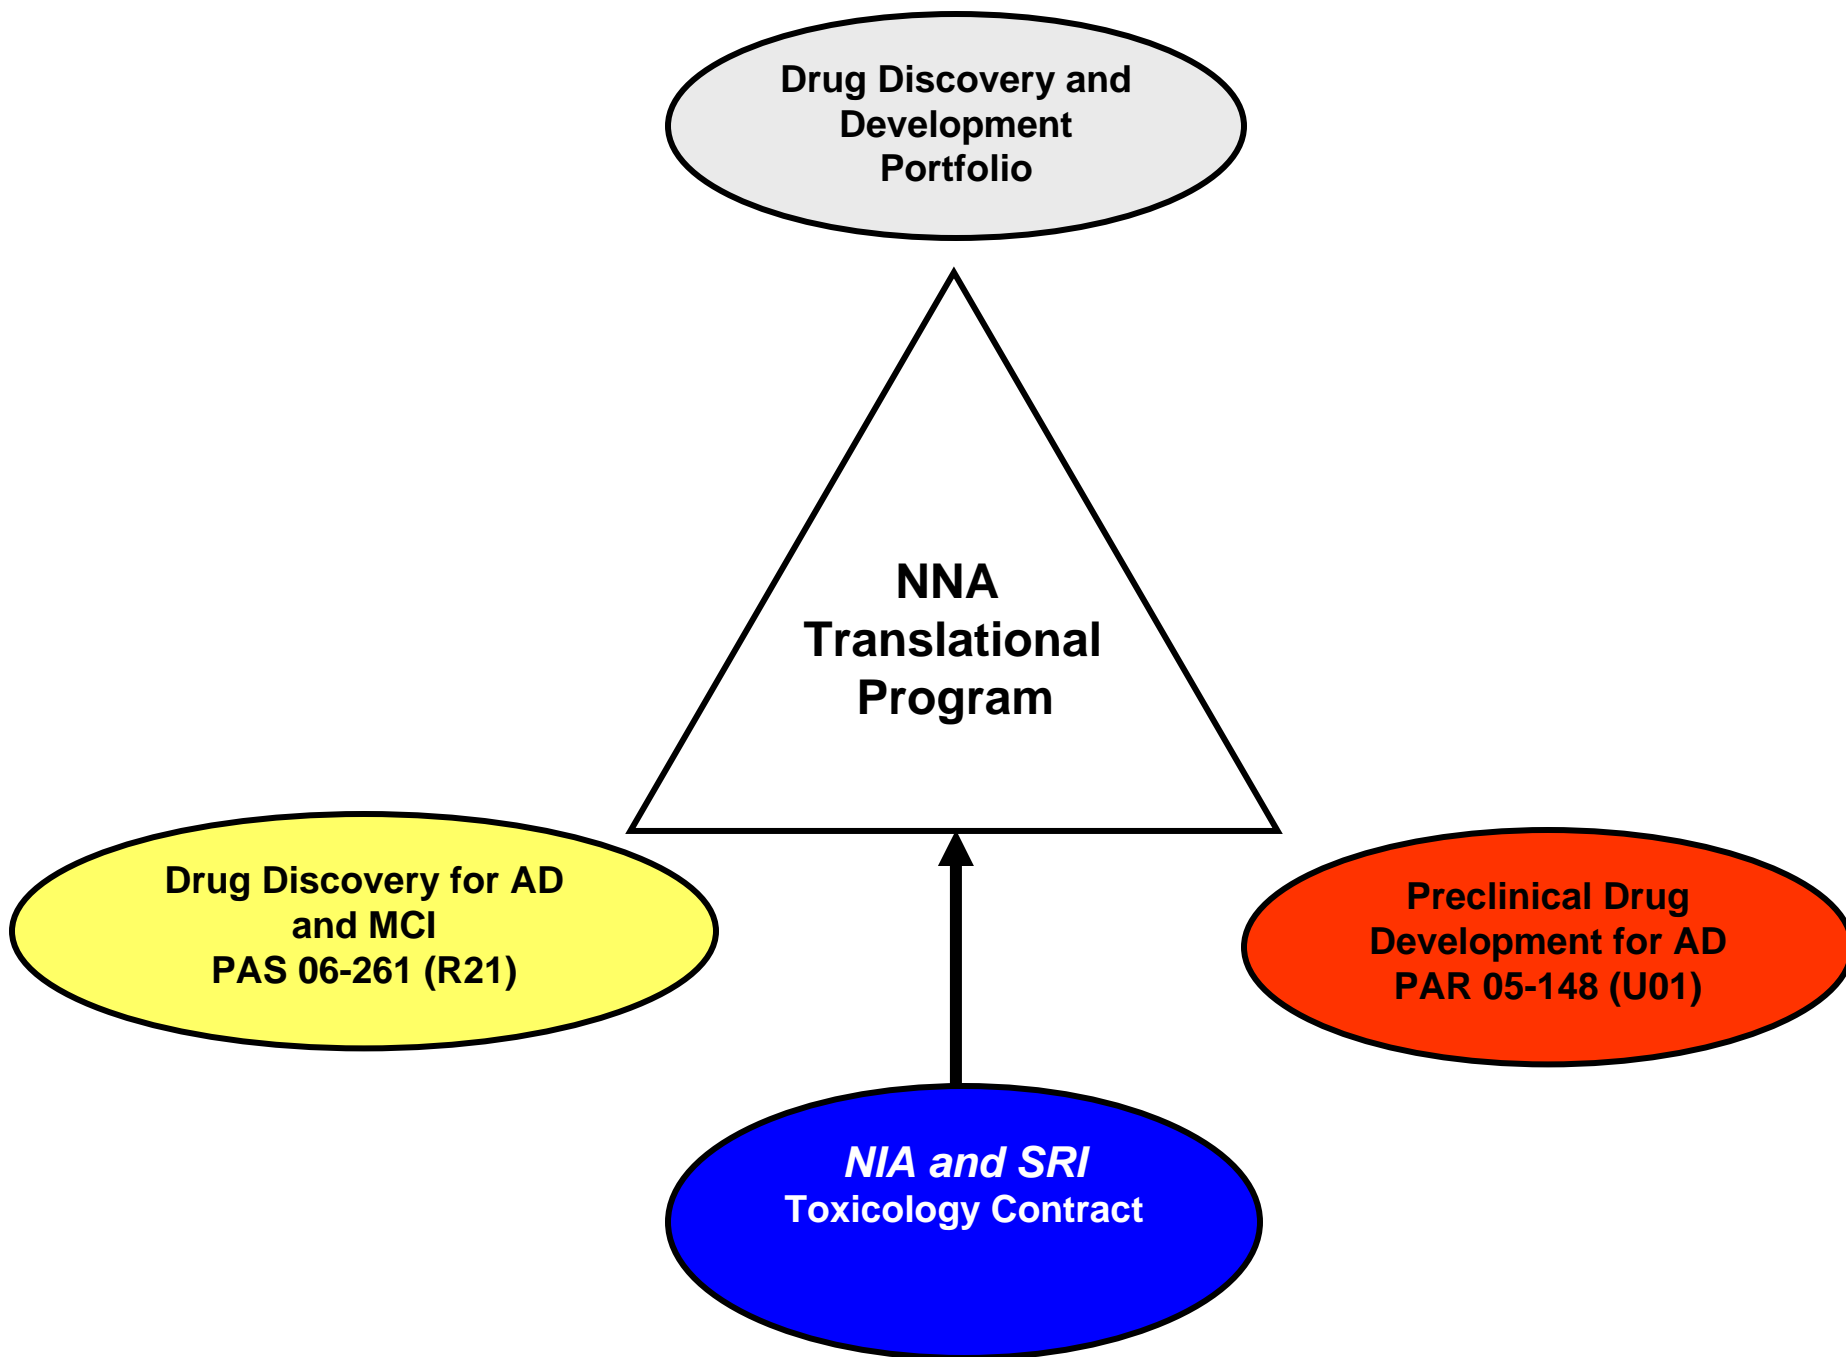 Drug Discovery and
Development
Portfolio
NNA
Translational
Program
Drug Discovery for AD
and MCI
PAS 06-261 (R21)
Preclinical Drug
Development for AD
PAR 05-148 (U01)
NIA and SRI
Toxicology Contract